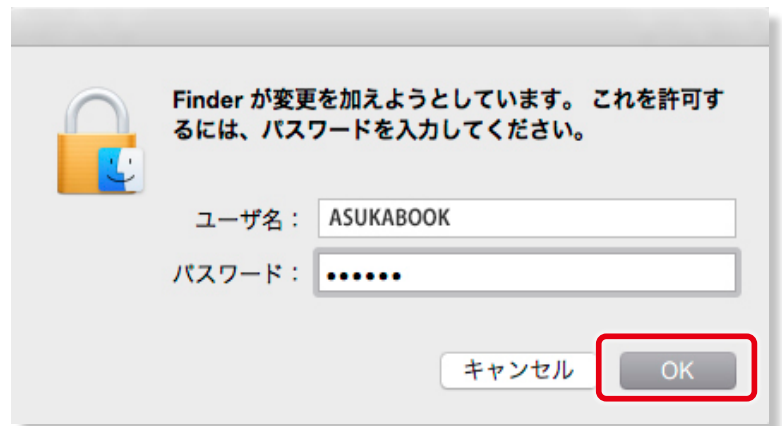 Finder が変更を加えようとしています。 これを許可す
るには、パスワードを入力してください。
ユーザ名： ASUKABOOK
パスワード： ••••••
キャンセル OK